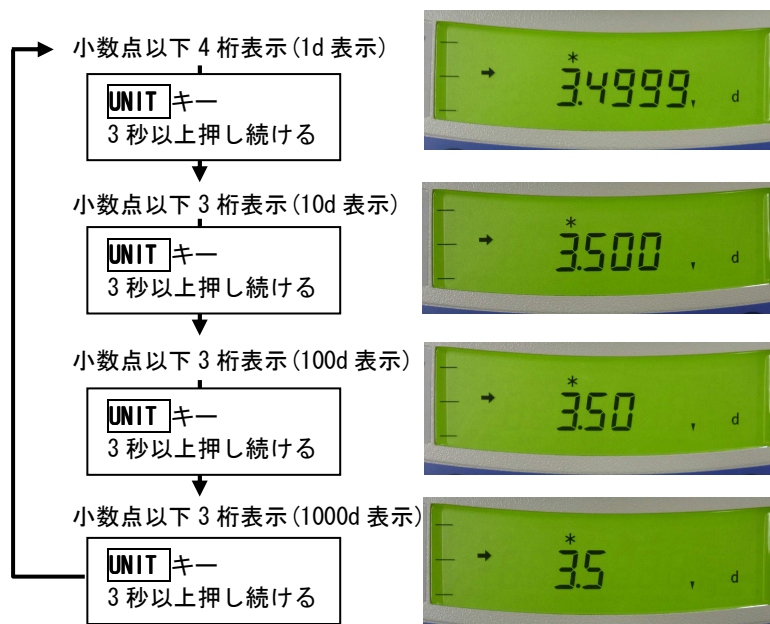 小数点以下 4 桁表示(1d 表示)
UNIT キー
3 秒以上押し続ける
* 3.4999 d
小数点以下 3 桁表示(10d 表示)
UNIT キー
3 秒以上押し続ける
* 3.500 d
小数点以下 3 桁表示(100d 表示)
UNIT キー
3 秒以上押し続ける
* 3.50 d
小数点以下 3 桁表示(1000d 表示)
UNIT キー
3 秒以上押し続ける
* 3.5 d